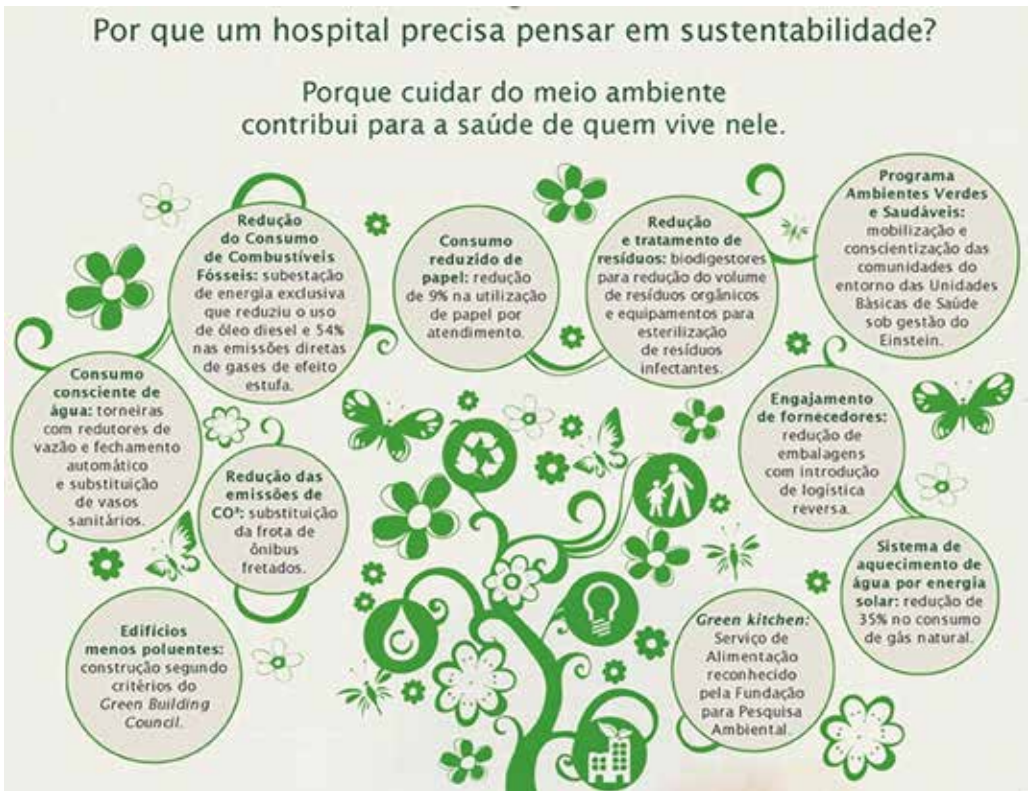 Por que um hospital precisa pensar em sustentabilidade?
Porque cuidar do meio ambiente
contribui para a saúde de quem vive nele.
Redução
do Consumo
de Combustíveis
Fósseis: subestação
de energia exclusiva
que reduziu o uso
de óleo diesel e 54%
nas emissões diretas
de gases de efeito
estufa.
Consumo
reduzido de
papel: redução
de 9% na utilização
de papel por
atendimento.
Redução
e tratamento de
resíduos: biodigestores
para redução do volume
de resíduos orgânicos
e equipamentos para
esterilização
de resíduos
infectantes.
Programa
Ambientes Verdes
e Saudáveis:
mobilização e
conscientização das
comunidades do
entorno das Unidades
Básicas de Saúde
sob gestão do
Einstein.
Consumo
consciente de
água: torneiras
com redutores de
vazão e fechamento
automático
e substituição
de vasos
sanitários.
Redução das
emissões de
CO²: substituição
da frota de
ônibus
fretados.
Engajamento
de fornecedores:
redução de
embalagens
com introdução
de logística
reversa.
Sistema de
aquecimento de
água por energia
solar: redução de
35% no consumo
de gás natural.
Edifícios
menos poluentes:
construção segundo
critérios do
Green Building
Council.
Green kitchen:
Serviço de
Alimentação
reconhecido
pela Fundação
para Pesquisa
Ambiental.